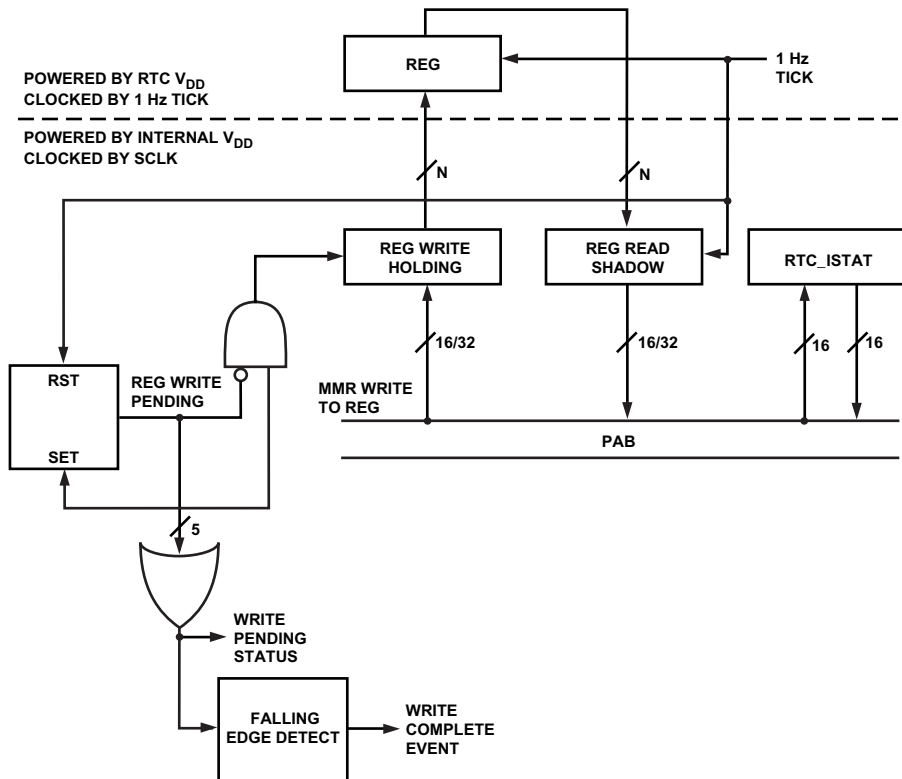 REG
1 Hz
TICK
POWERED BY RTC VDD
CLOCKED BY 1 Hz TICK
POWERED BY INTERNAL VDD
CLOCKED BY SCLK
N
N
REG WRITE
HOLDING
REG READ
SHADOW
RTC_ISTAT
16/32
16/32
16
16
RST
REG WRITE
PENDING
MMR WRITE
TO REG
PAB
SET
5
WRITE
PENDING
STATUS
FALLING
EDGE DETECT
WRITE
COMPLETE
EVENT